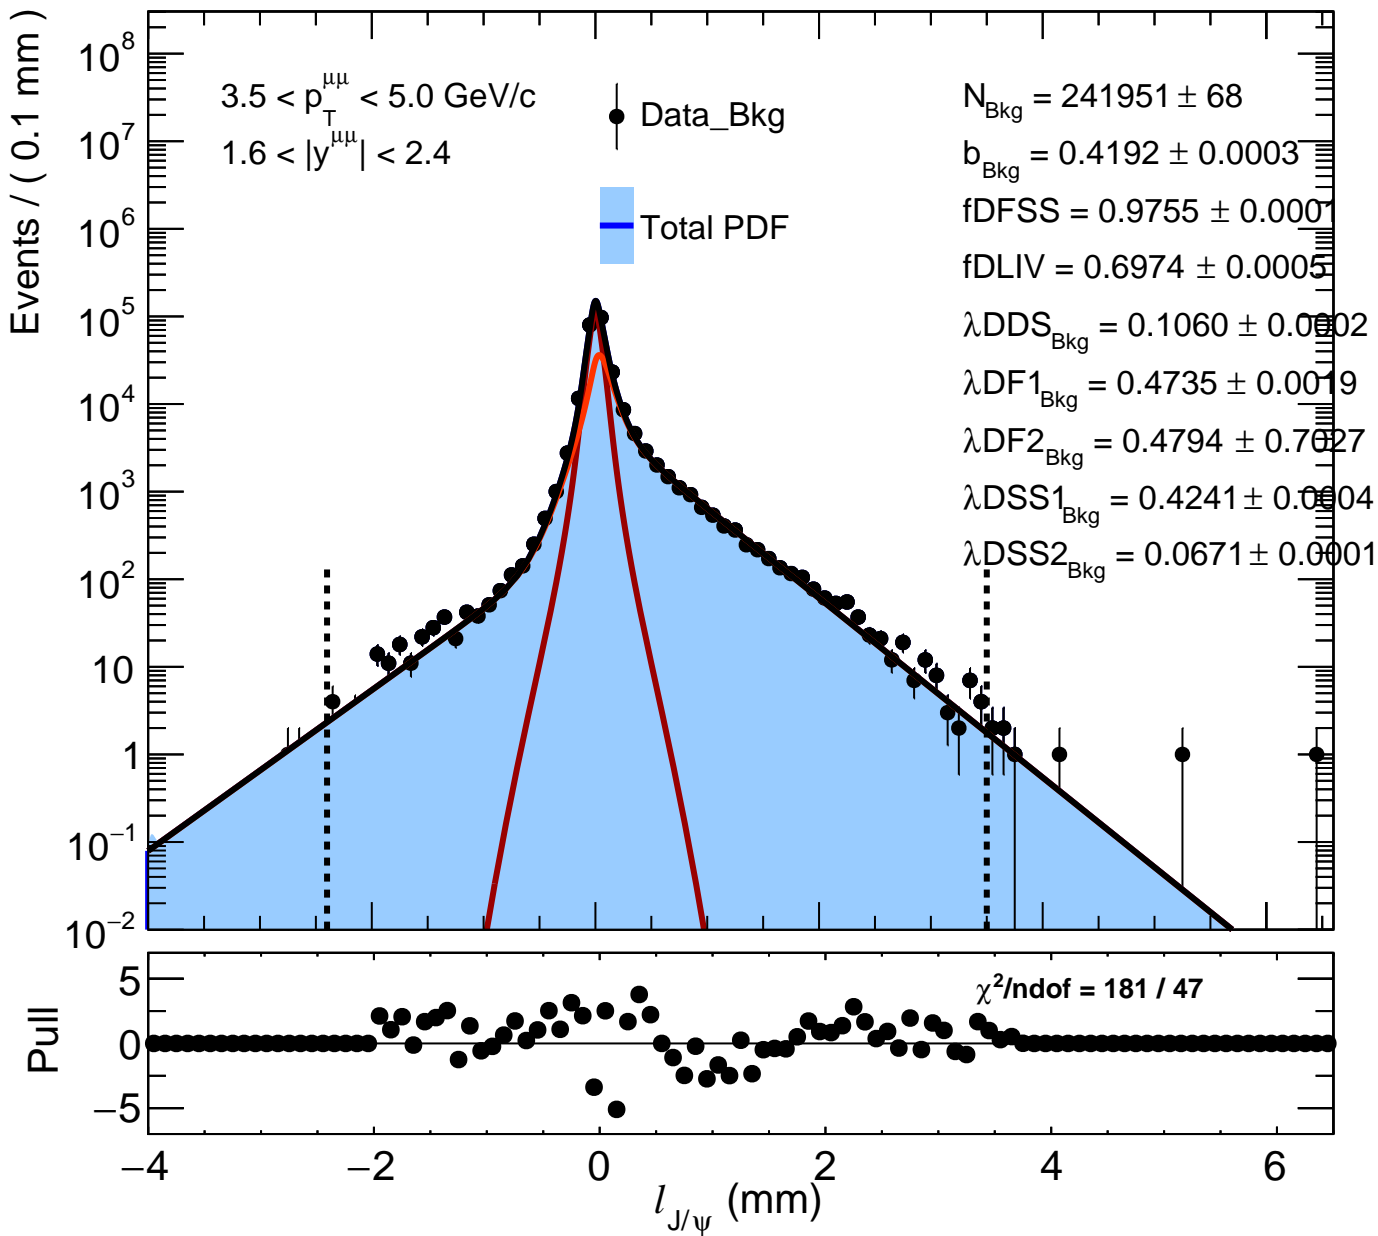 Events / ( 0.1 mm )
10^8
10^7
10^6
10^5
10^4
10^3
10^2
10
1
10^−1
10^−2
3.5 < p_T^μμ < 5.0 GeV/c
1.6 < |y^μμ| < 2.4
Data_Bkg
Total PDF
N_Bkg = 241951 ± 68
b_Bkg = 0.4192 ± 0.0003
fDFSS = 0.9755 ± 0.0001
fDLIV = 0.6974 ± 0.0005
λDDS_Bkg = 0.1060 ± 0.0002
λDF1_Bkg = 0.4735 ± 0.0019
λDF2_Bkg = 0.4794 ± 0.7027
λDSS1_Bkg = 0.4241 ± 0.0004
λDSS2_Bkg = 0.0671 ± 0.0001
Pull
5
0
−5
χ²/ndof = 181 / 47
−4 −2 0 2 4 6
l_J/ψ (mm)